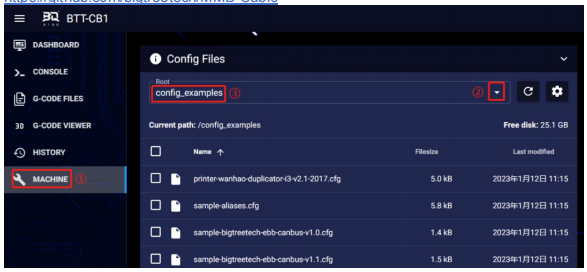 https://github.com/bigtreetech/MMB-Cubic
BTT-CB1
DASHBOARD
CONSOLE
G-CODE FILES
3D G-CODE VIEWER
HISTORY
MACHINE ①
Config Files
Root
config_examples ③
②
Current path: /config_examples
Free disk: 25.1 GB
Name ↑ Filesize Last modified
printer-wanhao-duplicator-i3-v2.1-2017.cfg 5.0 kB 2023年1月12日 11:15
sample-aliases.cfg 5.8 kB 2023年1月12日 11:15
sample-bigtreetech-ebb-canbus-v1.0.cfg 1.4 kB 2023年1月12日 11:15
sample-bigtreetech-ebb-canbus-v1.1.cfg 1.5 kB 2023年1月12日 11:15